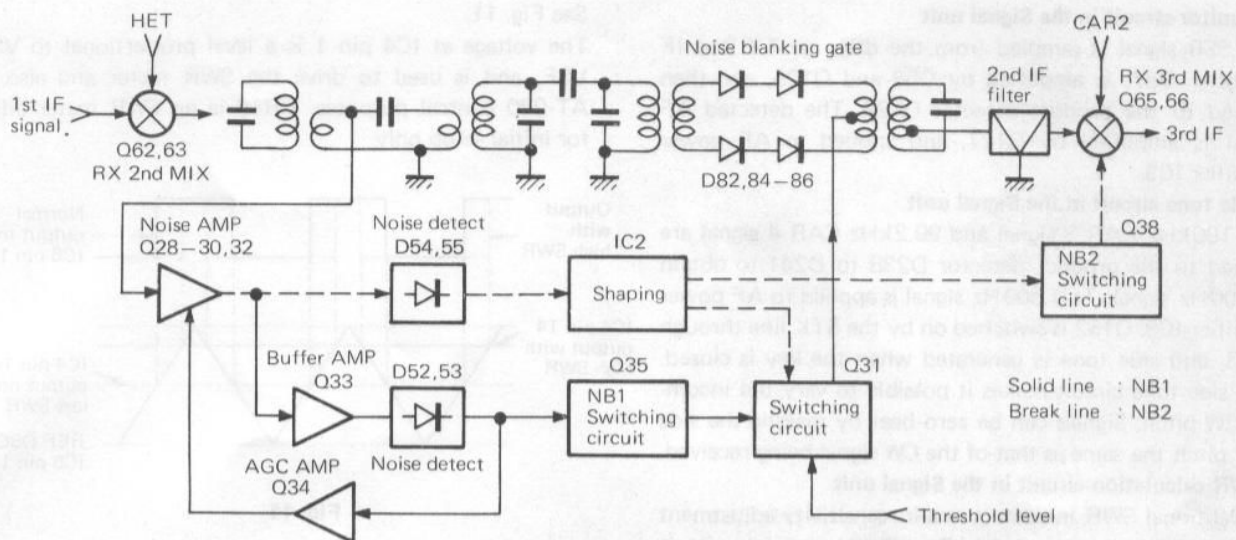 HET
CAR2
Noise blanking gate
1st IF
signal.
2nd IF
filter
RX 3rd MIX
Q65,66
3rd IF
Q62,63
RX 2nd MIX
D82,84-86
Noise AMP
Q28-30,32
Noise detect
D54,55
IC2
Shaping
Q38
NB2
Switching
circuit
Buffer AMP
Q33
D52,53
Noise detect
Q35
NB1
Switching
circuit
Q31
Switching
circuit
Solid line : NB1
Break line : NB2
AGC AMP
Q34
Threshold level